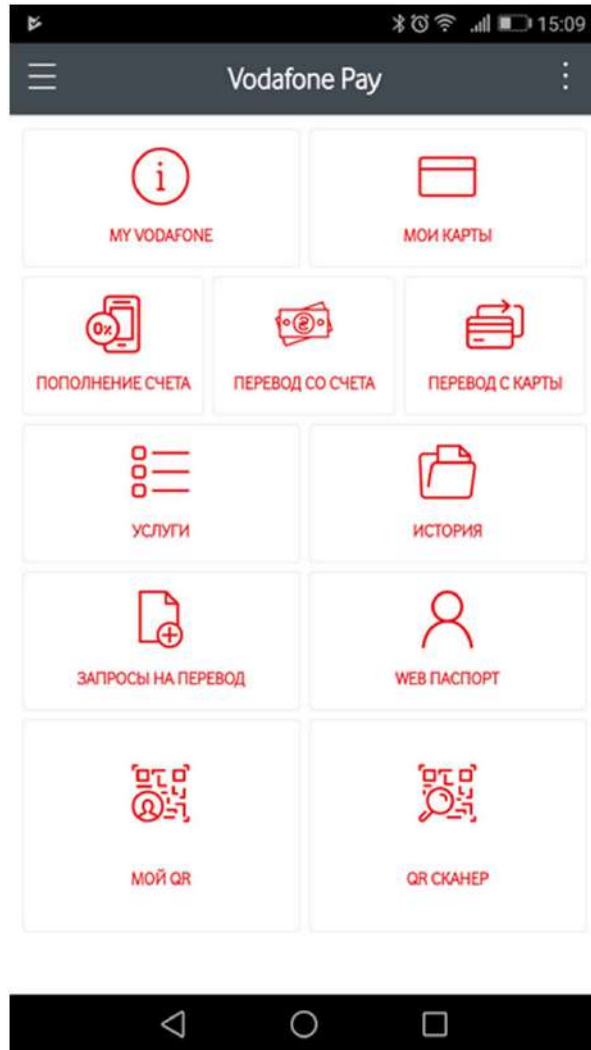 15:09
Vodafone Pay
MY VODAFONE
МОИ КАРТЫ
0%
ПОПОЛНЕНИЕ СЧЕТА
ПЕРЕВОД СО СЧЕТА
ПЕРЕВОД С КАРТЫ
УСЛУГИ
ИСТОРИЯ
ЗАПРОСЫ НА ПЕРЕВОД
WEB ПАСПОРТ
МОЙ QR
QR СКАНЕР